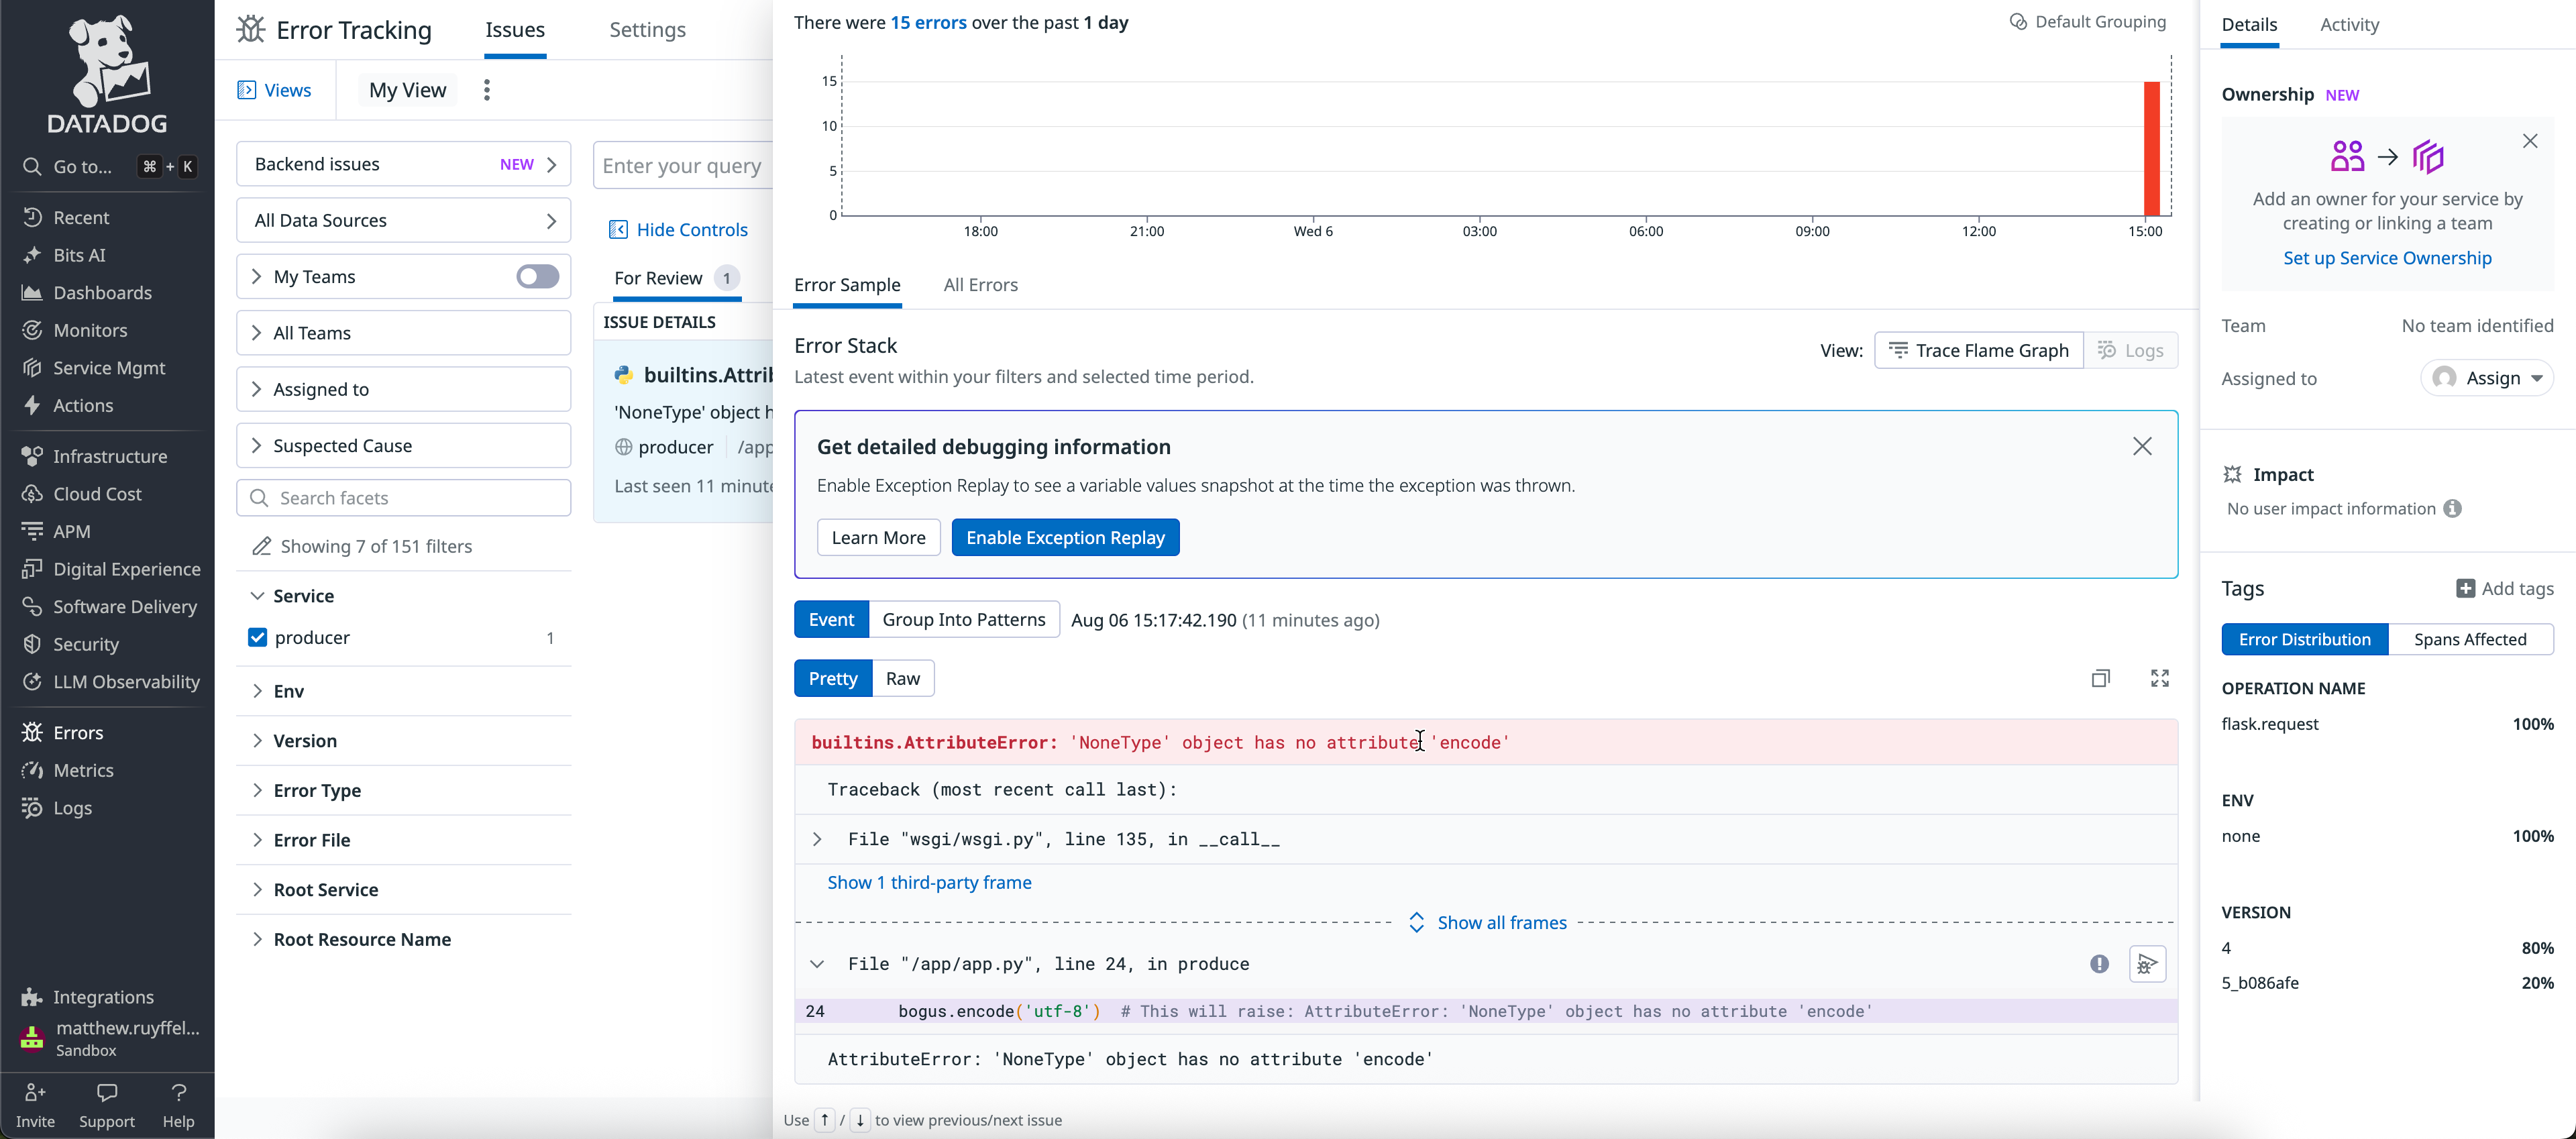 DATADOG
Go to... ⌘ + K
Recent
Bits AI
Dashboards
Monitors
Service Mgmt
Actions
Infrastructure
Cloud Cost
APM
Digital Experience
Software Delivery
Security
LLM Observability
Errors
Metrics
Logs
Integrations
matthew.ruyffel...
Sandbox
Invite
Support
Help
Error Tracking
Issues
Settings
Views
My View
Backend issues NEW
All Data Sources
My Teams
All Teams
Assigned to
Suspected Cause
Search facets
Showing 7 of 151 filters
Service
producer 1
Env
Version
Error Type
Error File
Root Service
Root Resource Name
Enter your query
Hide Controls
For Review 1
ISSUE DETAILS
builtins.Attrib
'NoneType' object h
producer /app
Last seen 11 minute
There were 15 errors over the past 1 day
Default Grouping
15
10
5
0
18:00 21:00 Wed 6 03:00 06:00 09:00 12:00 15:00
Error Sample
All Errors
Error Stack
Latest event within your filters and selected time period.
View: Trace Flame Graph Logs
Get detailed debugging information
Enable Exception Replay to see a variable values snapshot at the time the exception was thrown.
Learn More
Enable Exception Replay
Event Group Into Patterns Aug 06 15:17:42.190 (11 minutes ago)
Pretty Raw
builtins.AttributeError: 'NoneType' object has no attribute 'encode'
Traceback (most recent call last):
File "wsgi/wsgi.py", line 135, in __call__
Show 1 third-party frame
Show all frames
File "/app/app.py", line 24, in produce
24 bogus.encode('utf-8') # This will raise: AttributeError: 'NoneType' object has no attribute 'encode'
AttributeError: 'NoneType' object has no attribute 'encode'
Use ↑ / ↓ to view previous/next issue
Details
Activity
Ownership NEW
Add an owner for your service by
creating or linking a team
Set up Service Ownership
Team No team identified
Assigned to Assign
Impact
No user impact information
Tags Add tags
Error Distribution Spans Affected
OPERATION NAME
flask.request 100%
ENV
none 100%
VERSION
4 80%
5_b086afe 20%